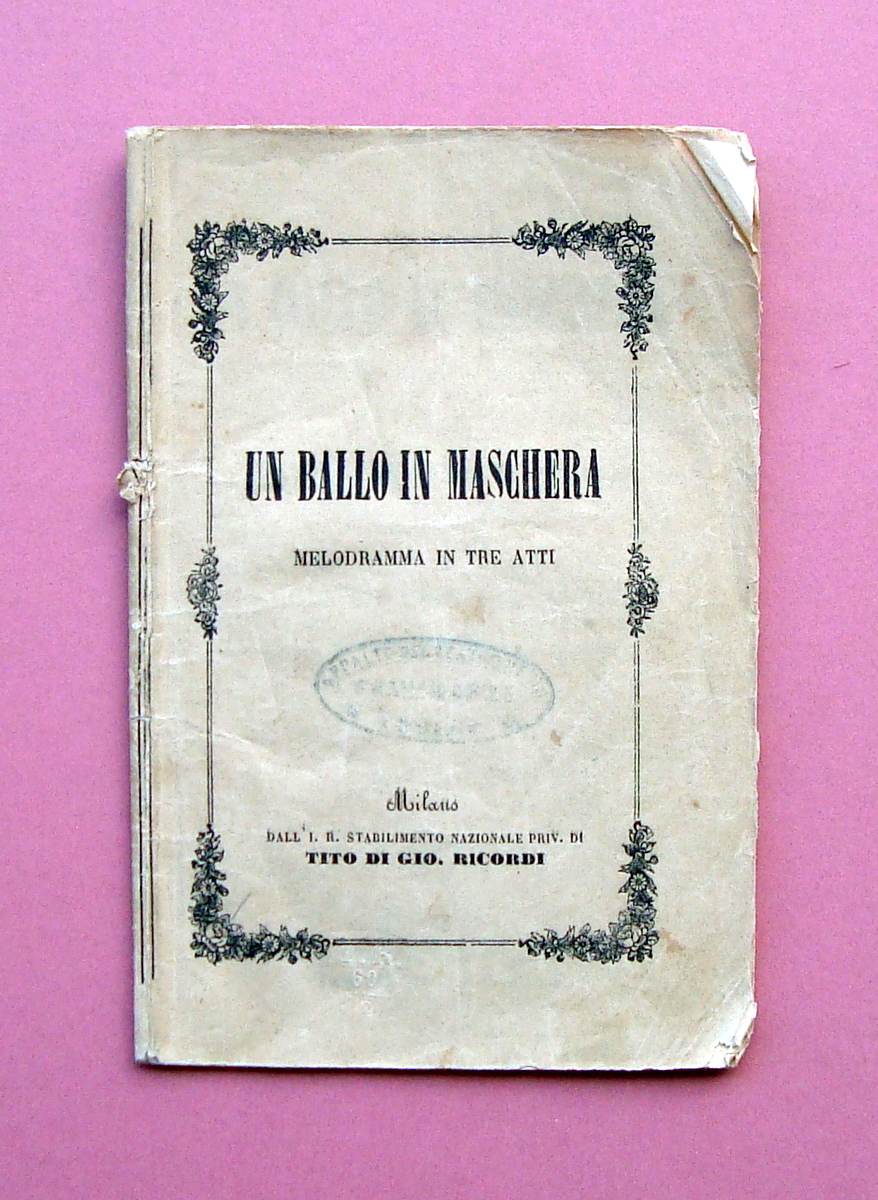 UN BALLO IN MASCHERA
MELODRAMMA IN TRE ATTI
Milano
DALL' I. R. STABILIMENTO NAZIONALE PRIV. DI
TITO DI GIO. RICORDI